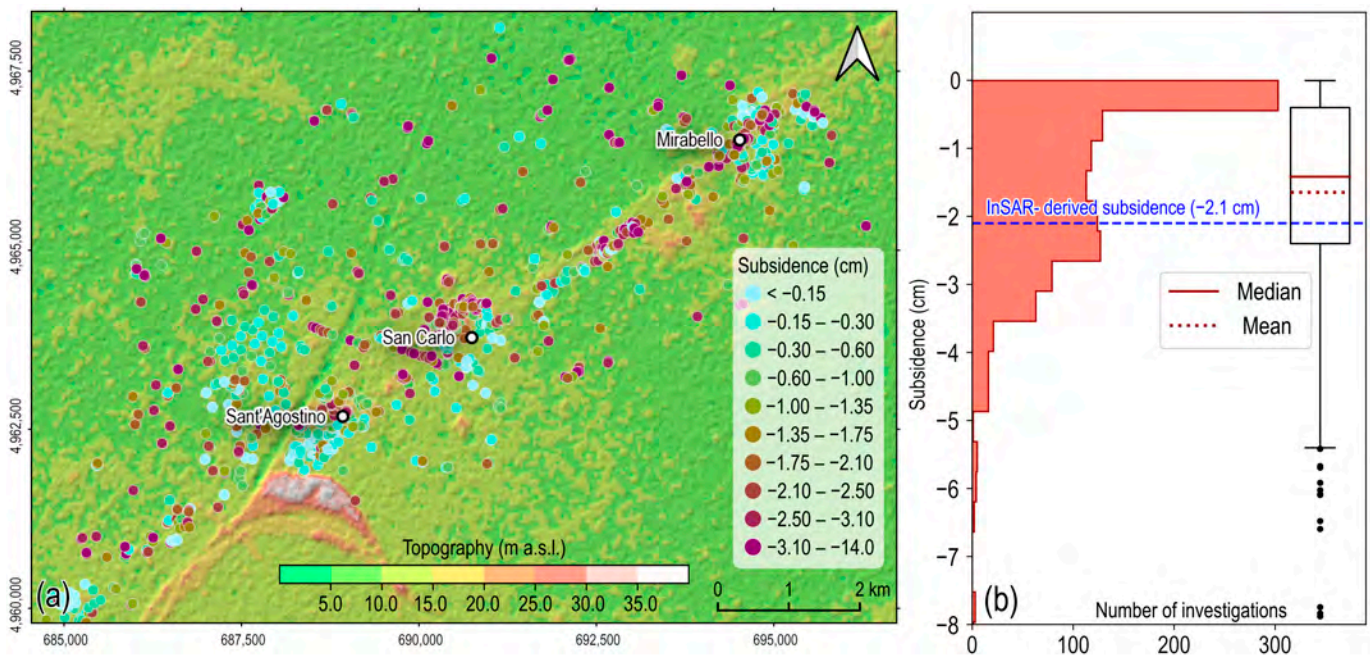 4,967,500
4,965,000
4,962,500
4,960,000
Mirabello
San Carlo
Sant'Agostino
Subsidence (cm)
< −0.15
−0.15 – −0.30
−0.30 – −0.60
−0.60 – −1.00
−1.00 – −1.35
−1.35 – −1.75
−1.75 – −2.10
−2.10 – −2.50
−2.50 – −3.10
−3.10 – −14.0
Topography (m a.s.l.)
5.0 10.0 15.0 20.0 25.0 30.0 35.0
0 1 2 km
(a)
685,000 687,500 690,000 692,500 695,000
Subsidence (cm)
0
−1
−2
−3
−4
−5
−6
−7
−8
InSAR- derived subsidence (−2.1 cm)
Median
Mean
(b)
Number of investigations
0 100 200 300